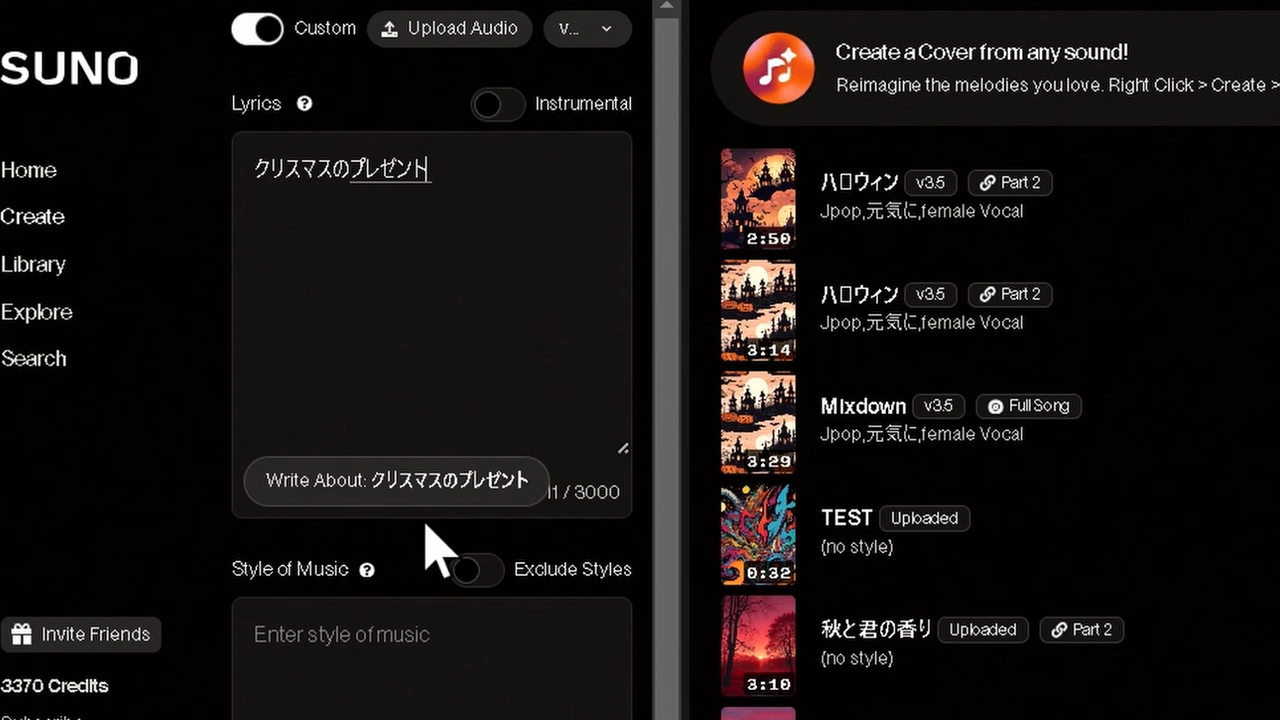 SUNO
Home
Create
Library
Explore
Search
Invite Friends
3370 Credits
Custom
Upload Audio
v...
Lyrics
Instrumental
クリスマスのプレゼント
Write About: クリスマスのプレゼント
11 / 3000
Style of Music
Exclude Styles
Enter style of music
Create a Cover from any sound!
Reimagine the melodies you love. Right Click > Create >
ハロウィン v3.5 Part 2
Jpop,元気に,female Vocal
2:50
ハロウィン v3.5 Part 2
Jpop,元気に,female Vocal
3:14
MIxdown v3.5 Full Song
Jpop,元気に,female Vocal
3:29
TEST Uploaded
(no style)
0:32
秋と君の香り Uploaded Part 2
(no style)
3:10